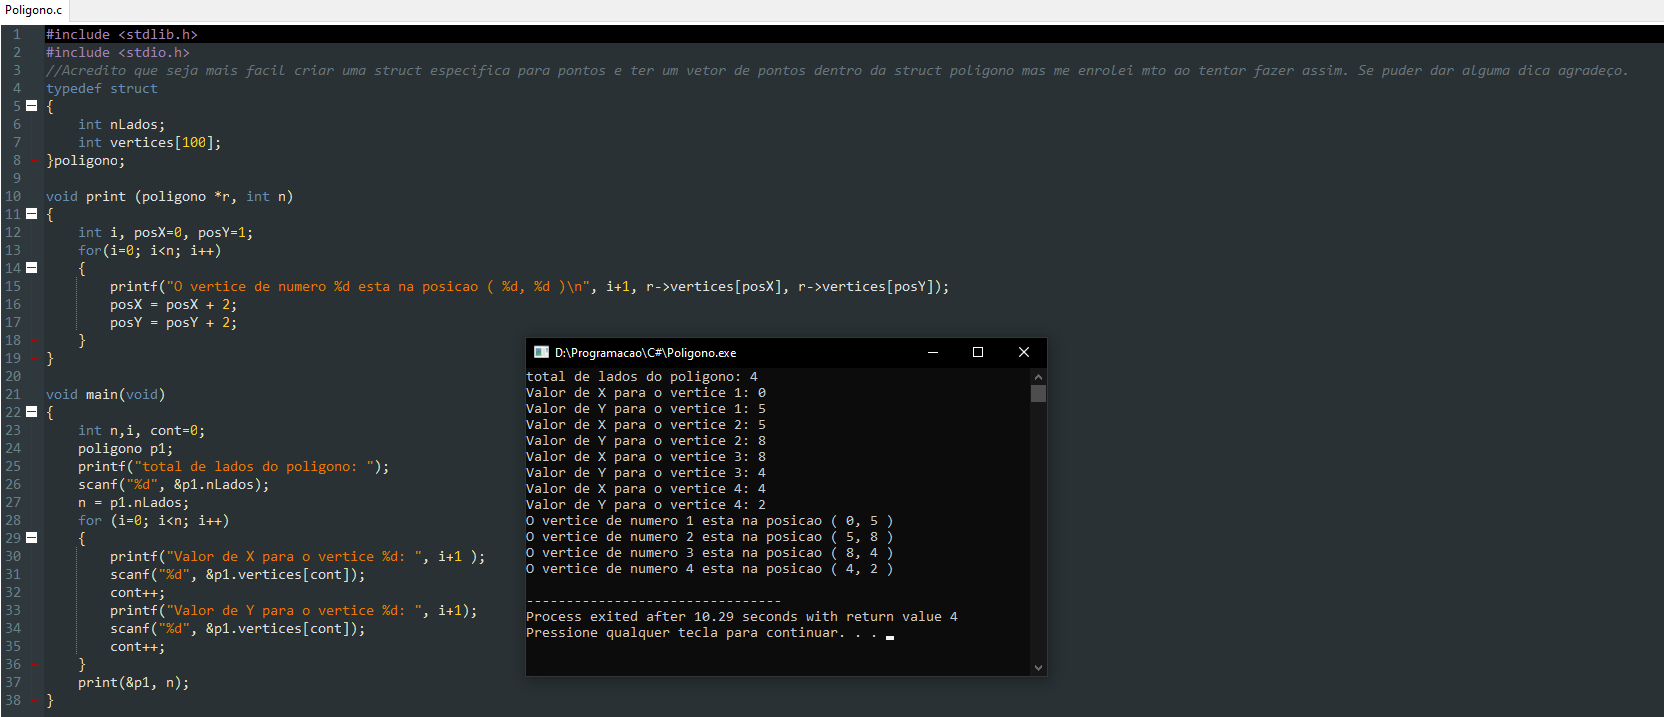 Poligono.c
1 #include <stdlib.h>
2 #include <stdio.h>
3 //Acredito que seja mais facil criar uma struct especifica para pontos e ter um vetor de pontos dentro da struct poligono mas me enrolei mto ao tentar fazer assim. Se puder dar alguma dica agradeço.
4 typedef struct
5 {
6     int nLados;
7     int vertices[100];
8 }poligono;
9
10 void print (poligono *r, int n)
11 {
12     int i, posX=0, posY=1;
13     for(i=0; i<n; i++)
14     {
15         printf("O vertice de numero %d esta na posicao ( %d, %d )\n", i+1, r->vertices[posX], r->vertices[posY]);
16         posX = posX + 2;
17         posY = posY + 2;
18     }
19 }
20
21 void main(void)
22 {
23     int n,i, cont=0;
24     poligono p1;
25     printf("total de lados do poligono: ");
26     scanf("%d", &p1.nLados);
27     n = p1.nLados;
28     for (i=0; i<n; i++)
29     {
30         printf("Valor de X para o vertice %d: ", i+1 );
31         scanf("%d", &p1.vertices[cont]);
32         cont++;
33         printf("Valor de Y para o vertice %d: ", i+1);
34         scanf("%d", &p1.vertices[cont]);
35         cont++;
36     }
37     print(&p1, n);
38 }
D:\Programacao\C#\Poligono.exe
total de lados do poligono: 4
Valor de X para o vertice 1: 0
Valor de Y para o vertice 1: 5
Valor de X para o vertice 2: 5
Valor de Y para o vertice 2: 8
Valor de X para o vertice 3: 8
Valor de Y para o vertice 3: 4
Valor de X para o vertice 4: 4
Valor de Y para o vertice 4: 2
O vertice de numero 1 esta na posicao ( 0, 5 )
O vertice de numero 2 esta na posicao ( 5, 8 )
O vertice de numero 3 esta na posicao ( 8, 4 )
O vertice de numero 4 esta na posicao ( 4, 2 )
--------------------------------
Process exited after 10.29 seconds with return value 4
Pressione qualquer tecla para continuar. . .